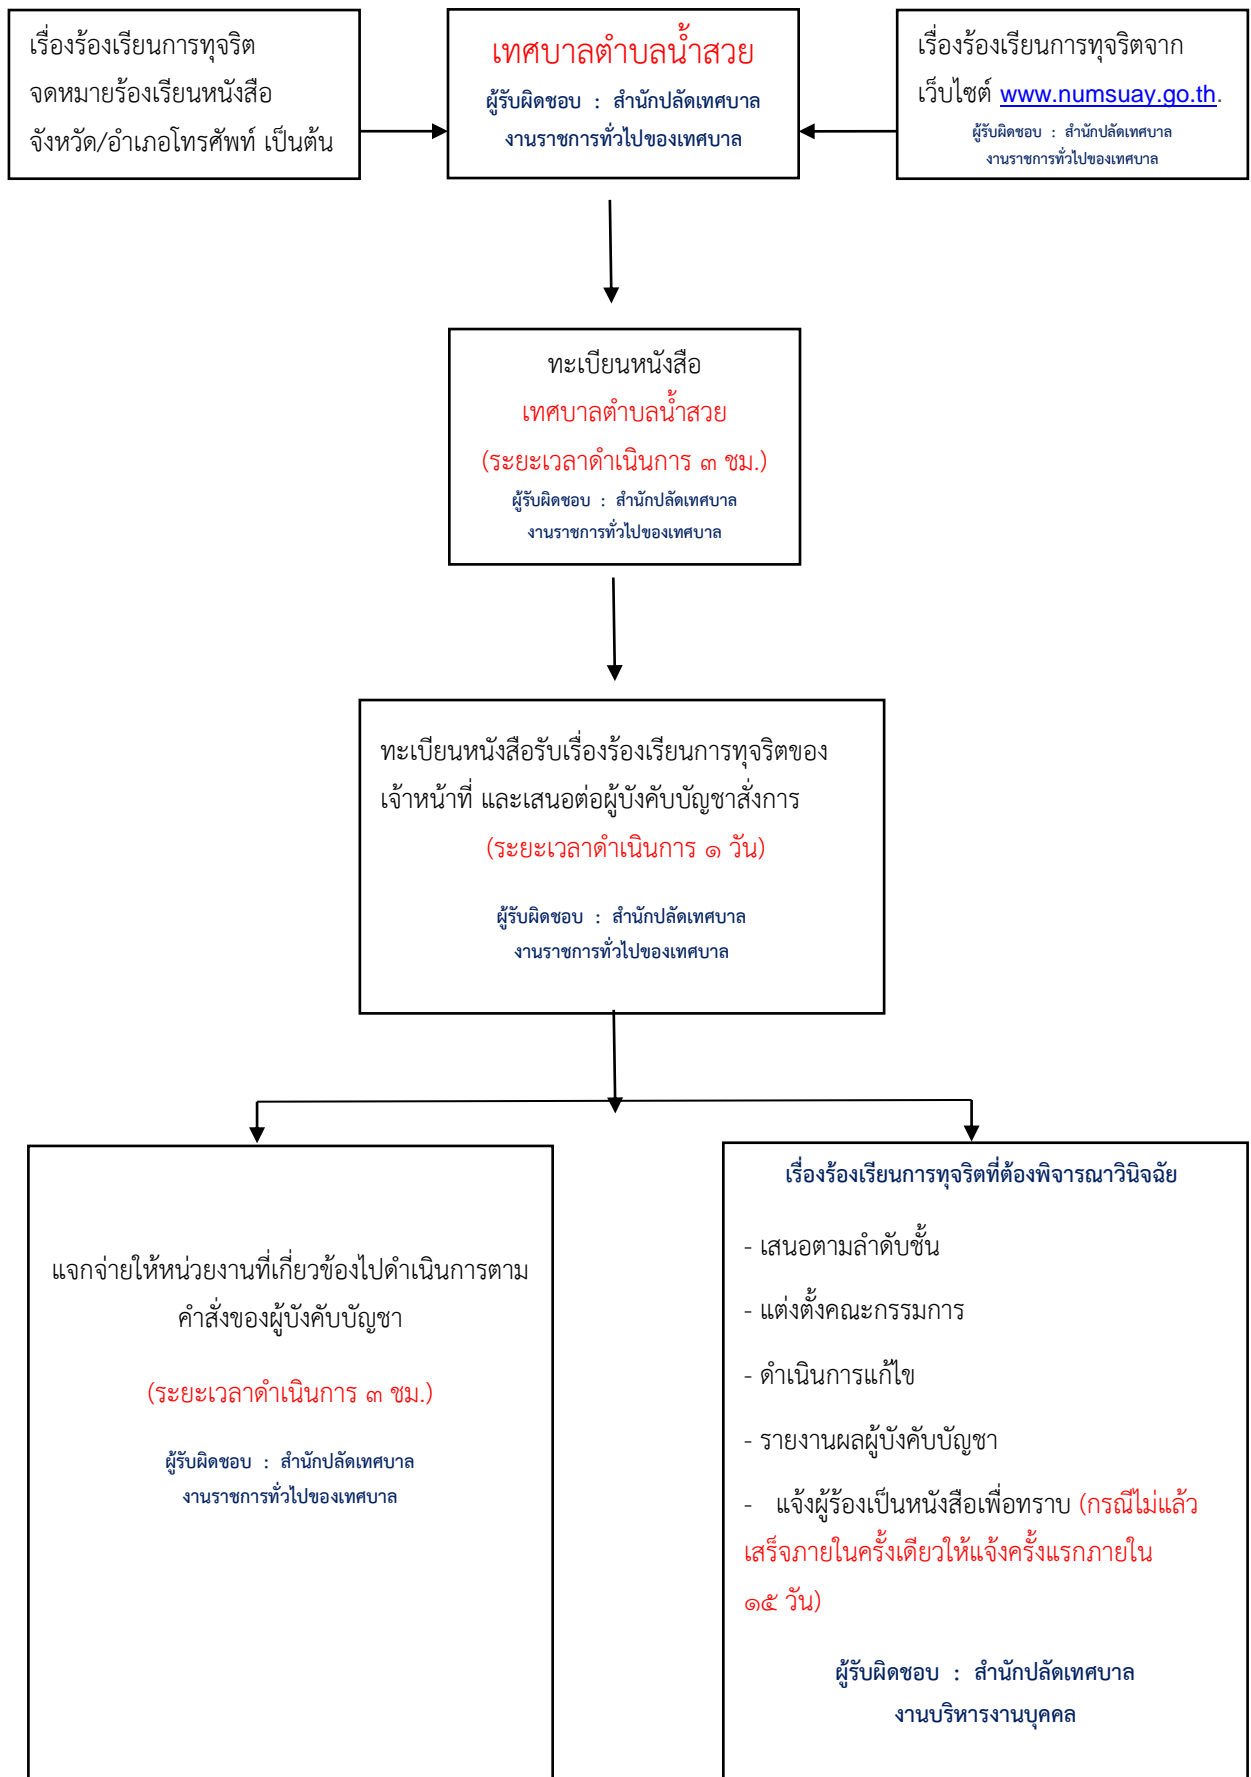 เรื่องร้องเรียนการทุจริต
จดหมายร้องเรียนหนังสือ
จังหวัด/อำเภอโทรศัพท์ เป็นต้น
เทศบาลตำบลน้ำสวย
ผู้รับผิดชอบ : สำนักปลัดเทศบาล
งานราชการทั่วไปของเทศบาล
เรื่องร้องเรียนการทุจริตจาก
เว็บไซต์ www.numsuay.go.th.
ผู้รับผิดชอบ : สำนักปลัดเทศบาล
งานราชการทั่วไปของเทศบาล
ทะเบียนหนังสือ
เทศบาลตำบลน้ำสวย
(ระยะเวลาดำเนินการ ๓ ชม.)
ผู้รับผิดชอบ : สำนักปลัดเทศบาล
งานราชการทั่วไปของเทศบาล
ทะเบียนหนังสือรับเรื่องร้องเรียนการทุจริตของ
เจ้าหน้าที่ และเสนอต่อผู้บังคับบัญชาสั่งการ
(ระยะเวลาดำเนินการ ๑ วัน)
ผู้รับผิดชอบ : สำนักปลัดเทศบาล
งานราชการทั่วไปของเทศบาล
แจกจ่ายให้หน่วยงานที่เกี่ยวข้องไปดำเนินการตาม
คำสั่งของผู้บังคับบัญชา
(ระยะเวลาดำเนินการ ๓ ชม.)
ผู้รับผิดชอบ : สำนักปลัดเทศบาล
งานราชการทั่วไปของเทศบาล
เรื่องร้องเรียนการทุจริตที่ต้องพิจารณาวินิจฉัย
- เสนอตามลำดับชั้น
- แต่งตั้งคณะกรรมการ
- ดำเนินการแก้ไข
- รายงานผลผู้บังคับบัญชา
- แจ้งผู้ร้องเป็นหนังสือเพื่อทราบ (กรณีไม่แล้ว
เสร็จภายในครั้งเดียวให้แจ้งครั้งแรกภายใน
๑๕ วัน)
ผู้รับผิดชอบ : สำนักปลัดเทศบาล
งานบริหารงานบุคคล